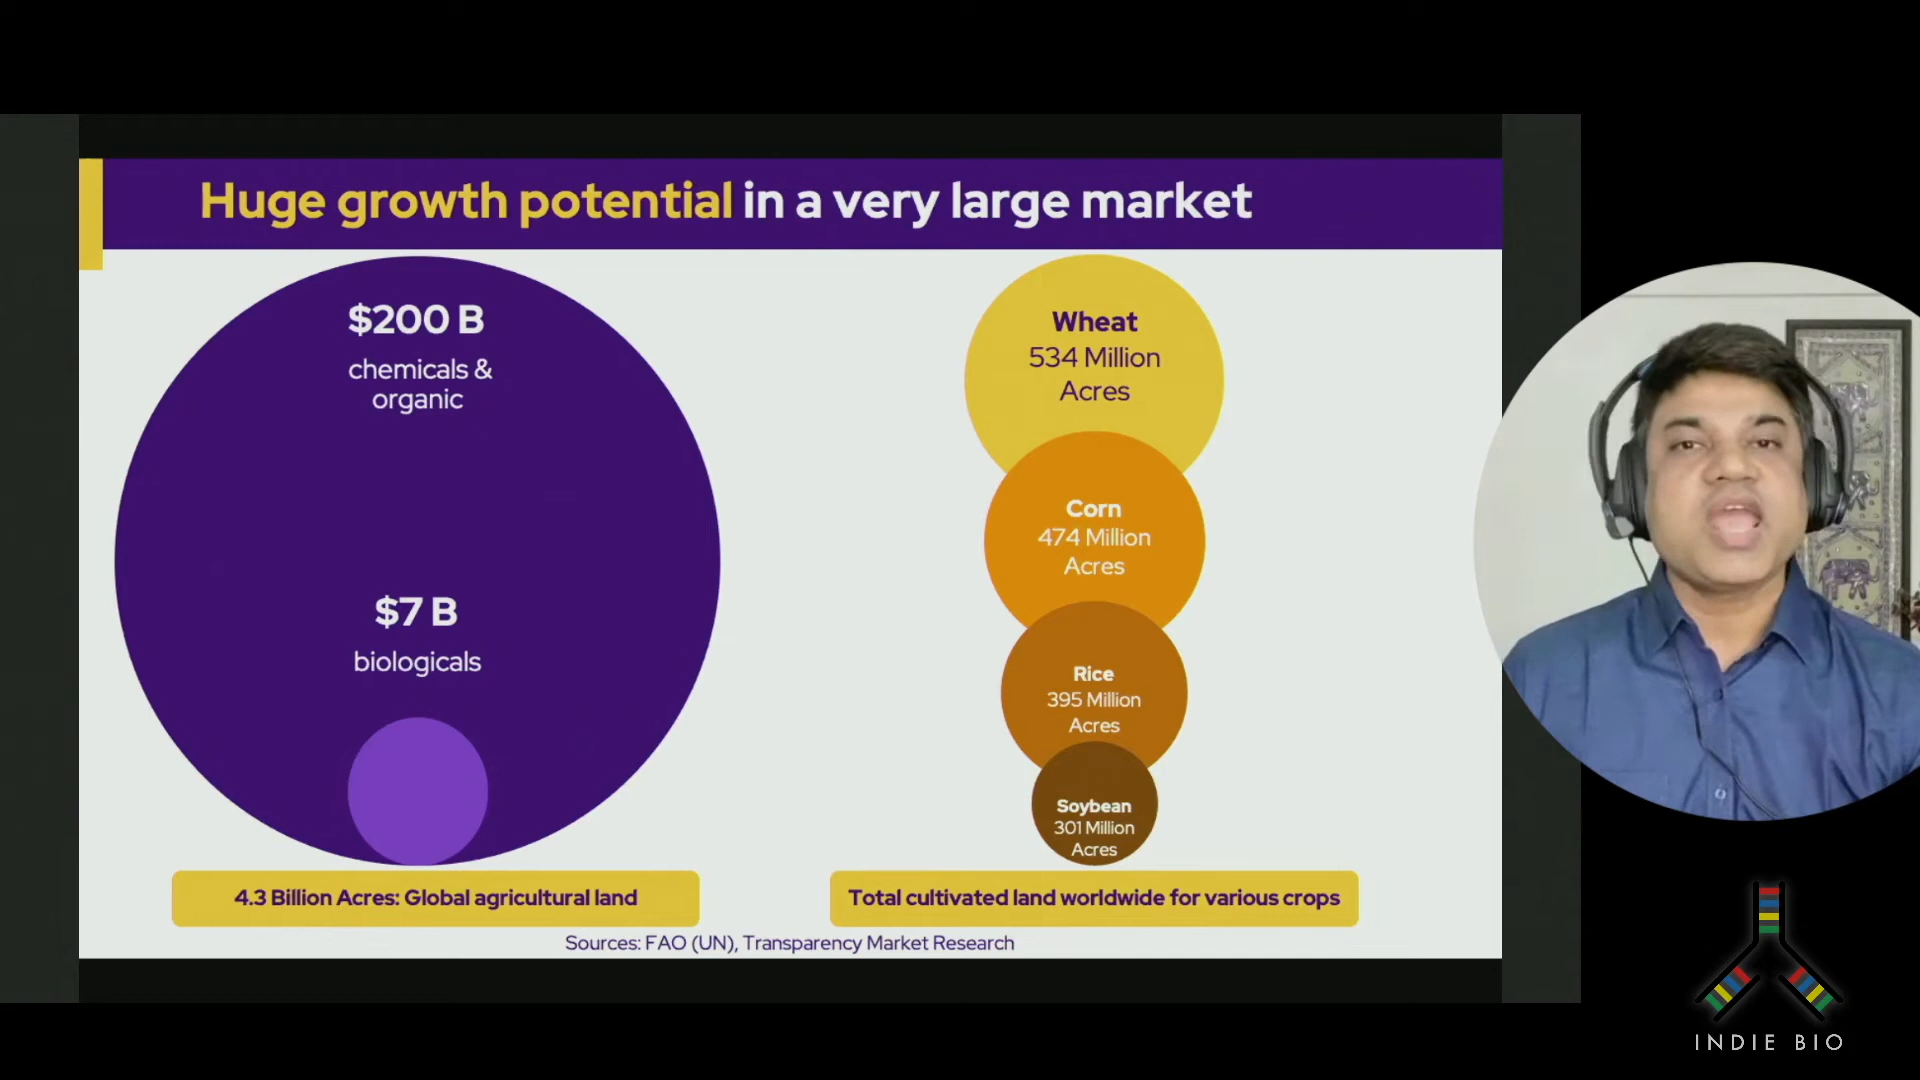 Huge growth potential in a very large market
$200 B
chemicals &
organic
$7 B
biologicals
4.3 Billion Acres: Global agricultural land
Wheat
534 Million
Acres
Corn
474 Million
Acres
Rice
395 Million
Acres
Soybean
301 Million
Acres
Total cultivated land worldwide for various crops
Sources: FAO (UN), Transparency Market Research
INDIE BIO